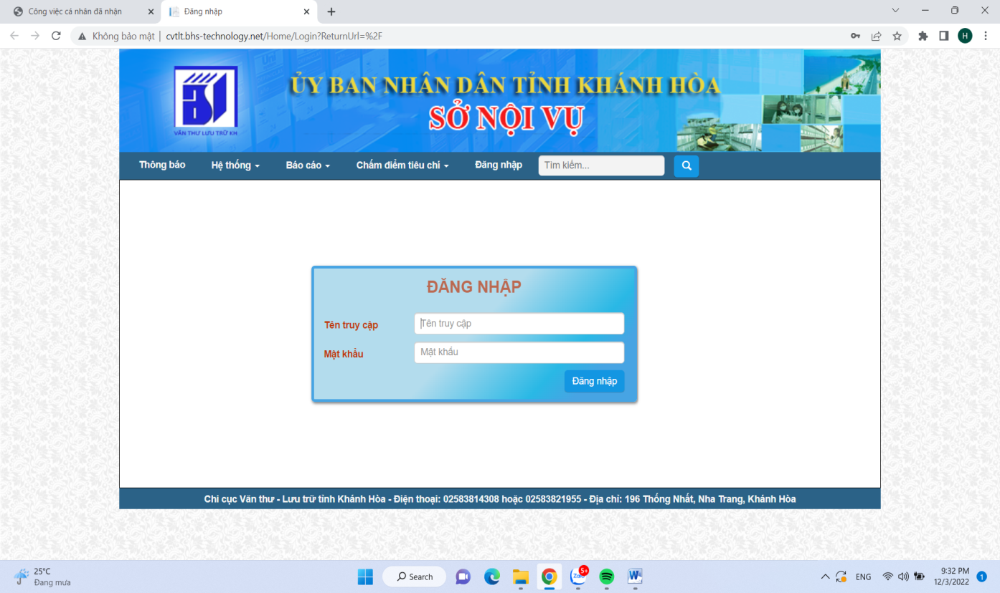 Công việc cá nhân đã nhận
Đăng nhập
Không bảo mật | cvtlt.bhs-technology.net/Home/Login?ReturnUrl=%2F
H
VĂN THƯ LƯU TRỮ KH
ỦY BAN NHÂN DÂN TỈNH KHÁNH HÒA
SỞ NỘI VỤ
Thông báo Hệ thống Báo cáo Chấm điểm tiêu chi Đăng nhập Tìm kiếm...
ĐĂNG NHẬP
Tên truy cập Tên truy cập
Mật khẩu Mật khẩu
Đăng nhập
Chi cục Văn thư - Lưu trữ tỉnh Khánh Hòa - Điện thoại: 02583814308 hoặc 02583821955 - Địa chỉ: 196 Thống Nhất, Nha Trang, Khánh Hòa
25°C
Đang mưa
Search
Zalo
5+
W
ENG
9:32 PM
12/3/2022
1